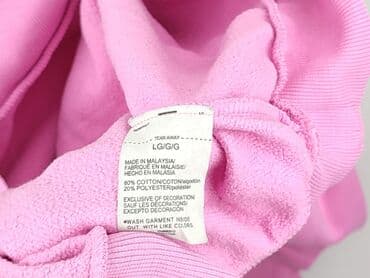 TEAR AWAY
LG/G/G
MADE IN MALAYSIA/
FABRIQUÉ EN MALAISIE/
HECHO EN MALASIA
80% COTTON/COTON/algodón
20% POLYESTER/poliéster
EXCLUSIVE OF DECORATION
SAUF LES DÉCORATIONS
EXCEPTO DECORACIÓN
*WASH GARMENT INSIDE
OUT, WITH LIKE COLORS.